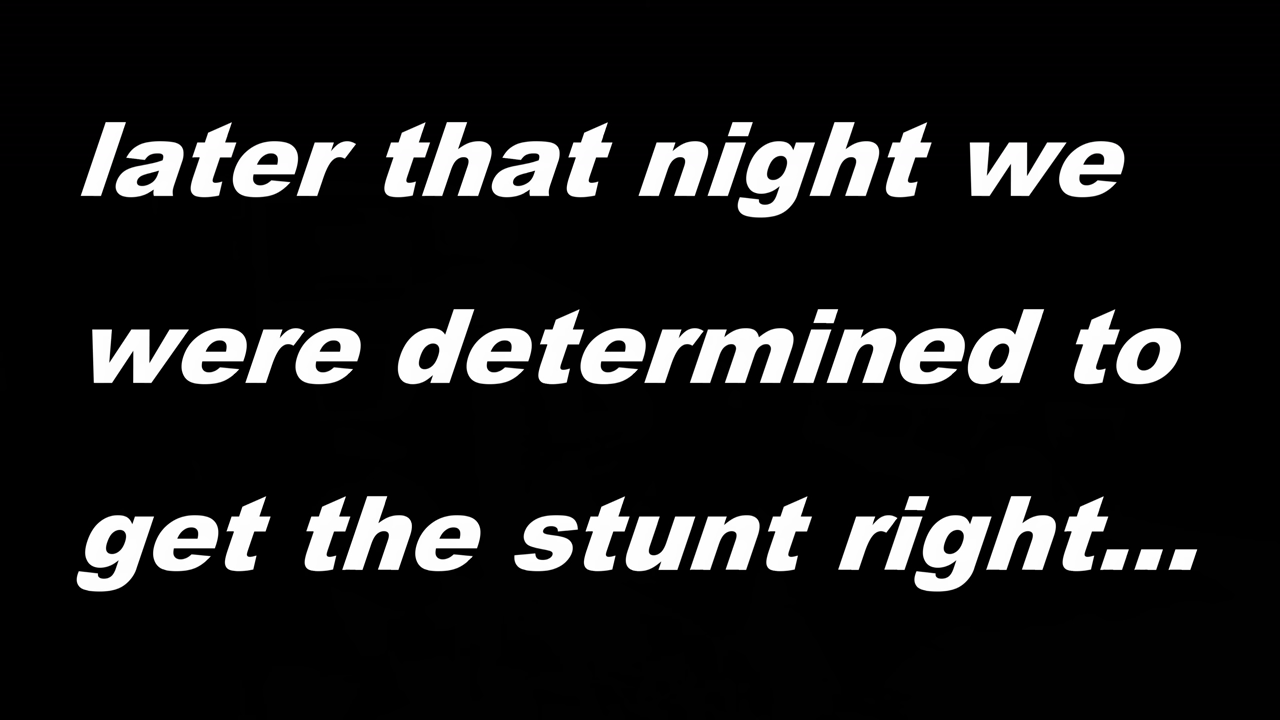 later that night we
were determined to
get the stunt right...